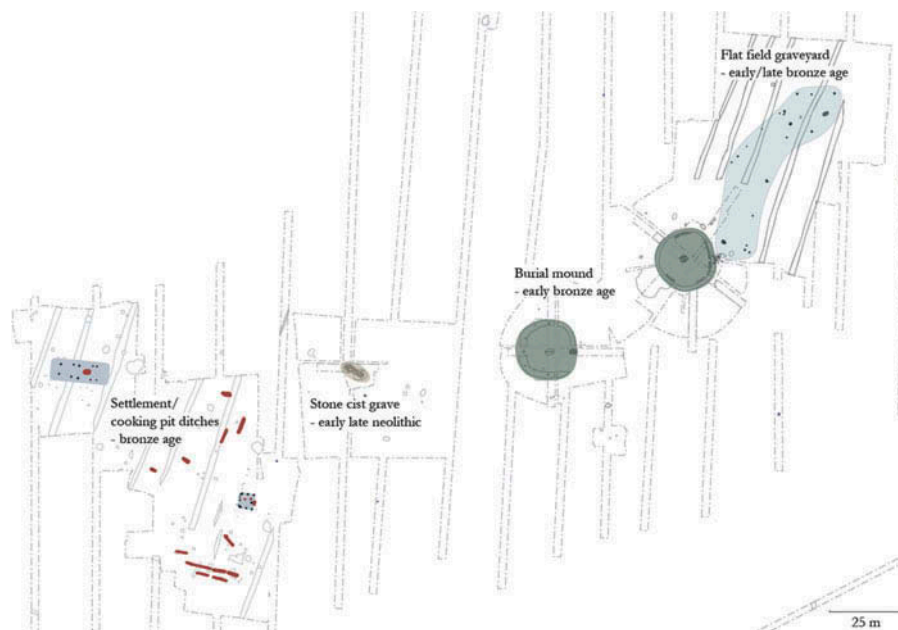 Flat field graveyard
- early/late bronze age
Burial mound
- early bronze age
Settlement/
cooking pit ditches
- bronze age
Stone cist grave
- early late neolithic
25 m